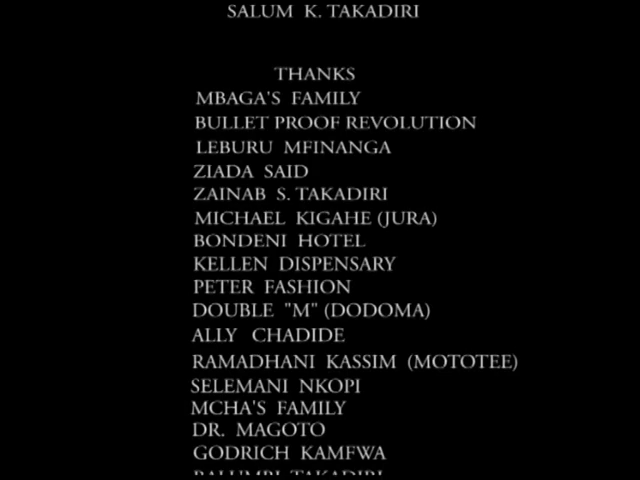 SALUM K. TAKADIRI
THANKS
MBAGA'S FAMILY
BULLET PROOF REVOLUTION
LEBURU MFINANGA
ZIADA SAID
ZAINAB S. TAKADIRI
MICHAEL KIGAHE (JURA)
BONDENI HOTEL
KELLEN DISPENSARY
PETER FASHION
DOUBLE "M" (DODOMA)
ALLY CHADIDE
RAMADHANI KASSIM (MOTOTEE)
SELEMANI NKOPI
MCHA'S FAMILY
DR. MAGOTO
GODRICH KAMFWA
TAKADIRI